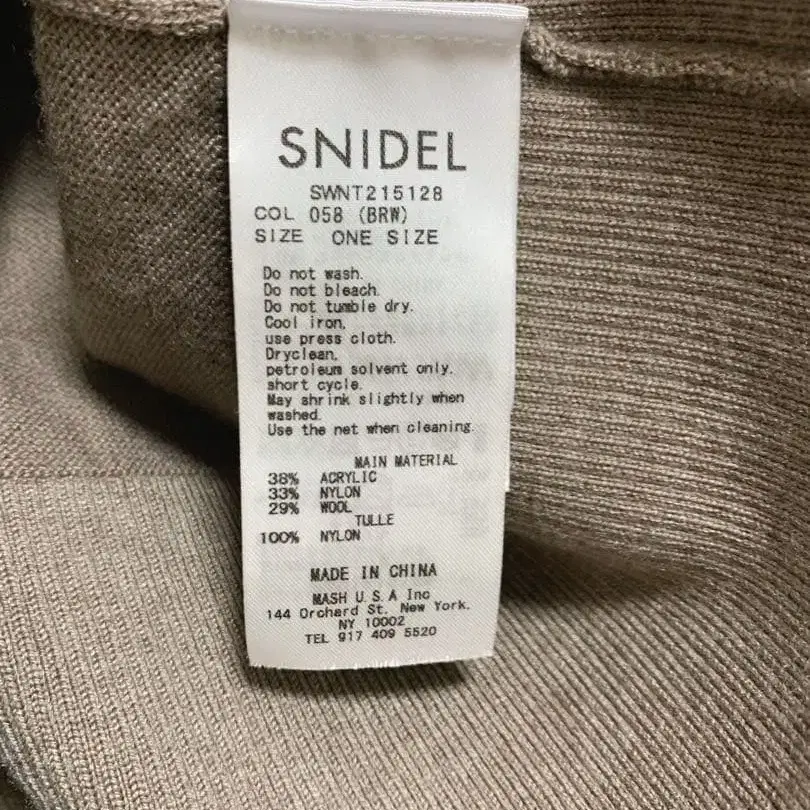 SNIDEL
SWNT215128
COL 058 (BRW)
SIZE ONE SIZE
Do not wash.
Do not bleach.
Do not tumble dry.
Cool iron,
use press cloth.
Dryclean,
petroleum solvent only.
short cycle.
May shrink slightly when
washed.
Use the net when cleaning.
MAIN MATERIAL
38% ACRYLIC
33% NYLON
29% WOOL
TULLE
100% NYLON
MADE IN CHINA
MASH U.S.A Inc
144 Orchard St. New York.
NY 10002
TEL 917 409 5520